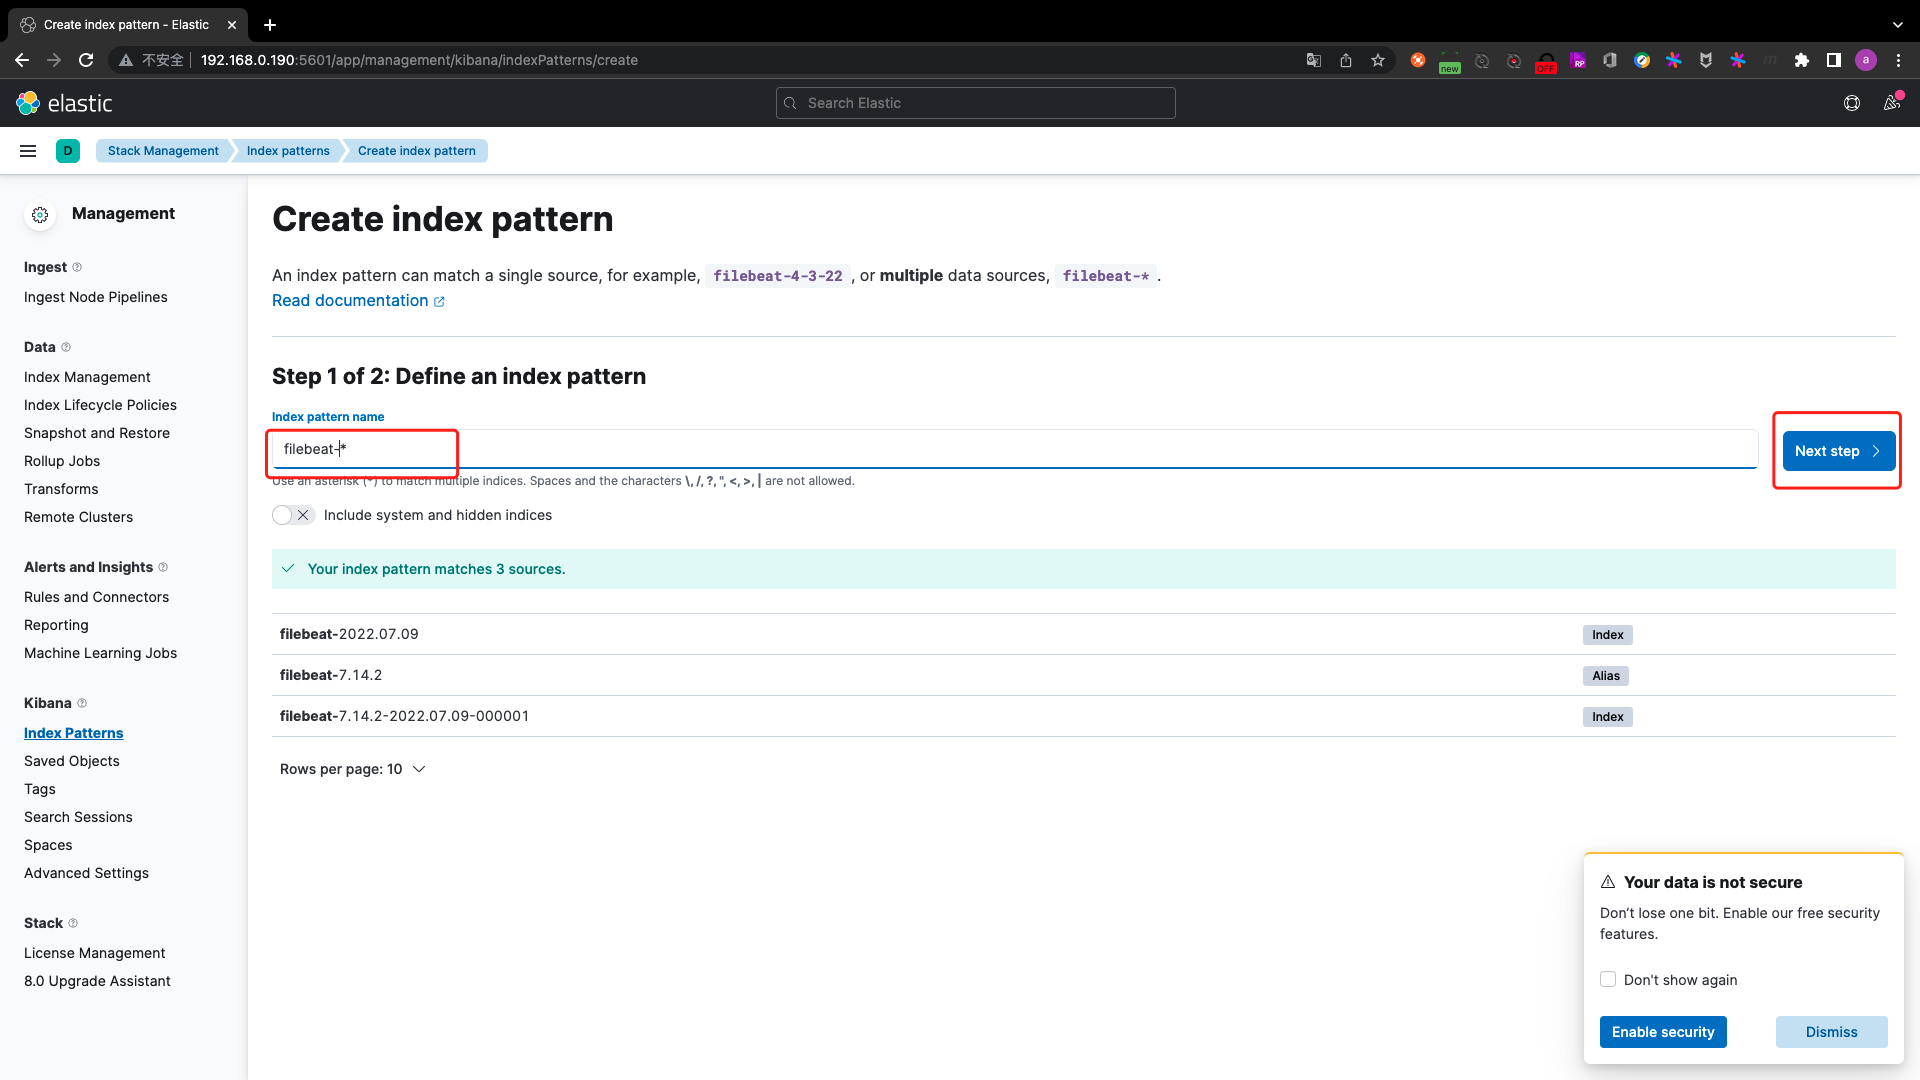 Create index pattern - Elastic
不安全 192.168.0.190:5601/app/management/kibana/indexPatterns/create
new
OFF
RP
a
elastic
Search Elastic
D
Stack Management
Index patterns
Create index pattern
Management
Ingest
Ingest Node Pipelines
Data
Index Management
Index Lifecycle Policies
Snapshot and Restore
Rollup Jobs
Transforms
Remote Clusters
Alerts and Insights
Rules and Connectors
Reporting
Machine Learning Jobs
Kibana
Index Patterns
Saved Objects
Tags
Search Sessions
Spaces
Advanced Settings
Stack
License Management
8.0 Upgrade Assistant
Create index pattern
An index pattern can match a single source, for example, filebeat-4-3-22 , or multiple data sources, filebeat-* .
Read documentation
Step 1 of 2: Define an index pattern
Index pattern name
filebeat-*
Next step
Use an asterisk (*) to match multiple indices. Spaces and the characters \, /, ?, ", <, >, | are not allowed.
Include system and hidden indices
Your index pattern matches 3 sources.
filebeat-2022.07.09 Index
filebeat-7.14.2 Alias
filebeat-7.14.2-2022.07.09-000001 Index
Rows per page: 10
Your data is not secure
Don’t lose one bit. Enable our free security
features.
Don't show again
Enable security
Dismiss